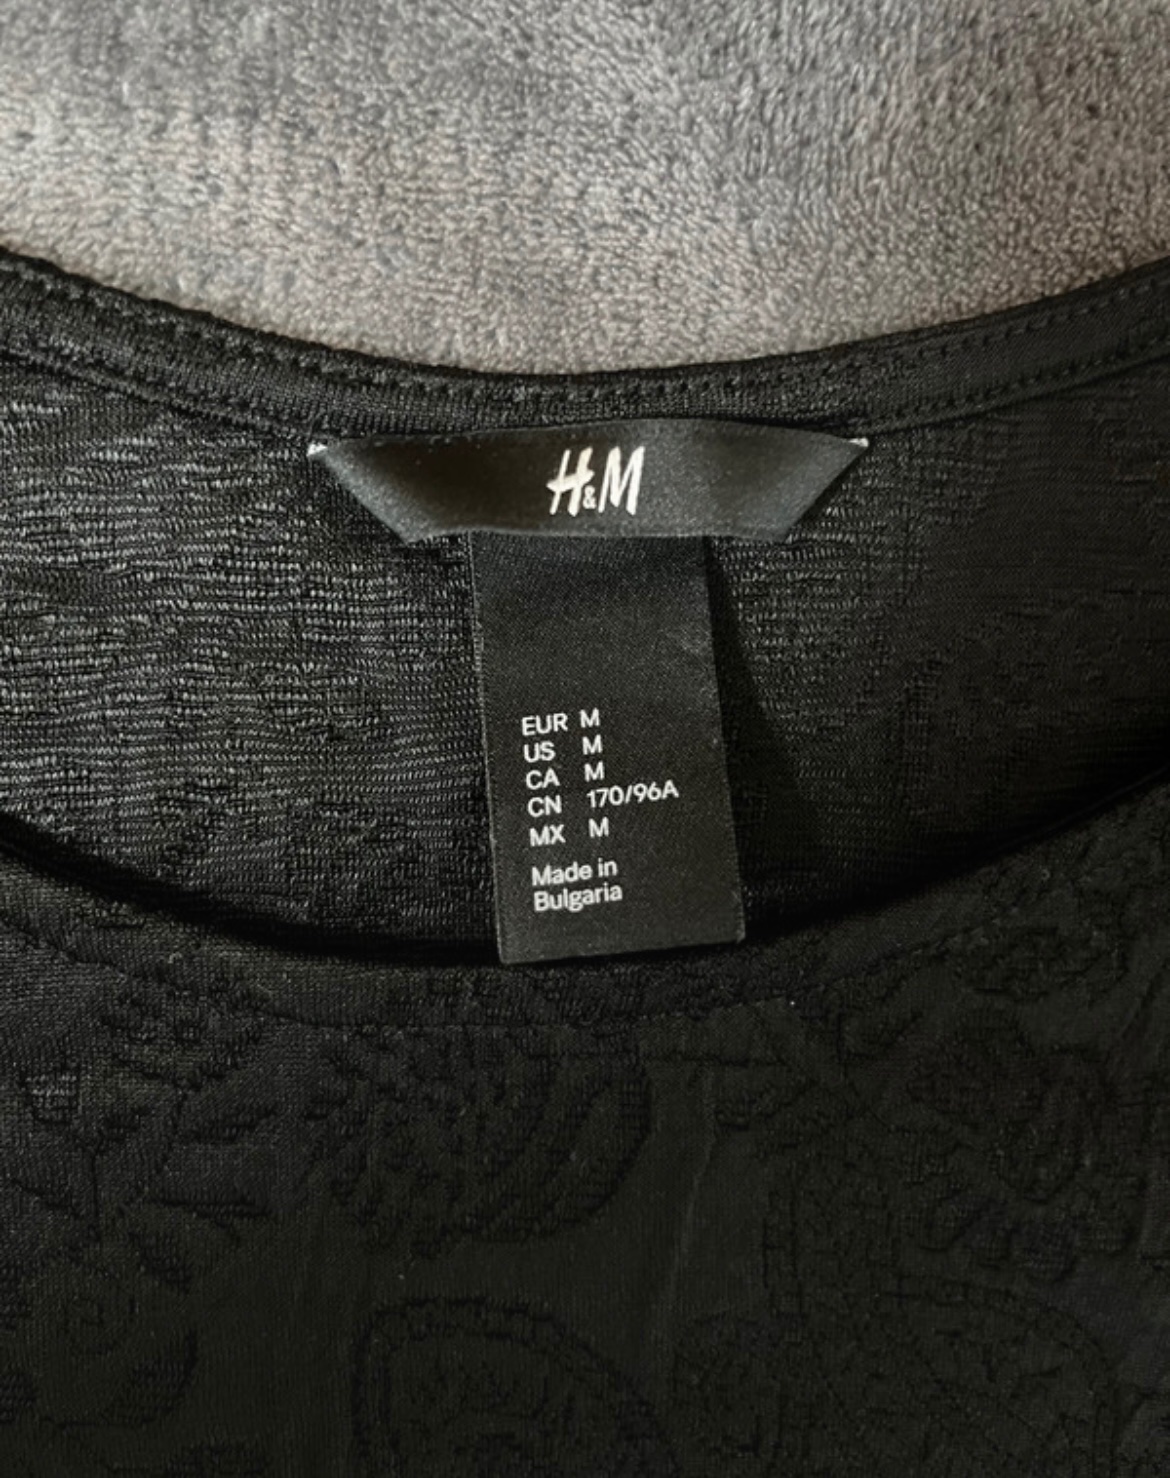 H&M
EUR M
US M
CA M
CN 170/96A
MX M
Made in
Bulgaria